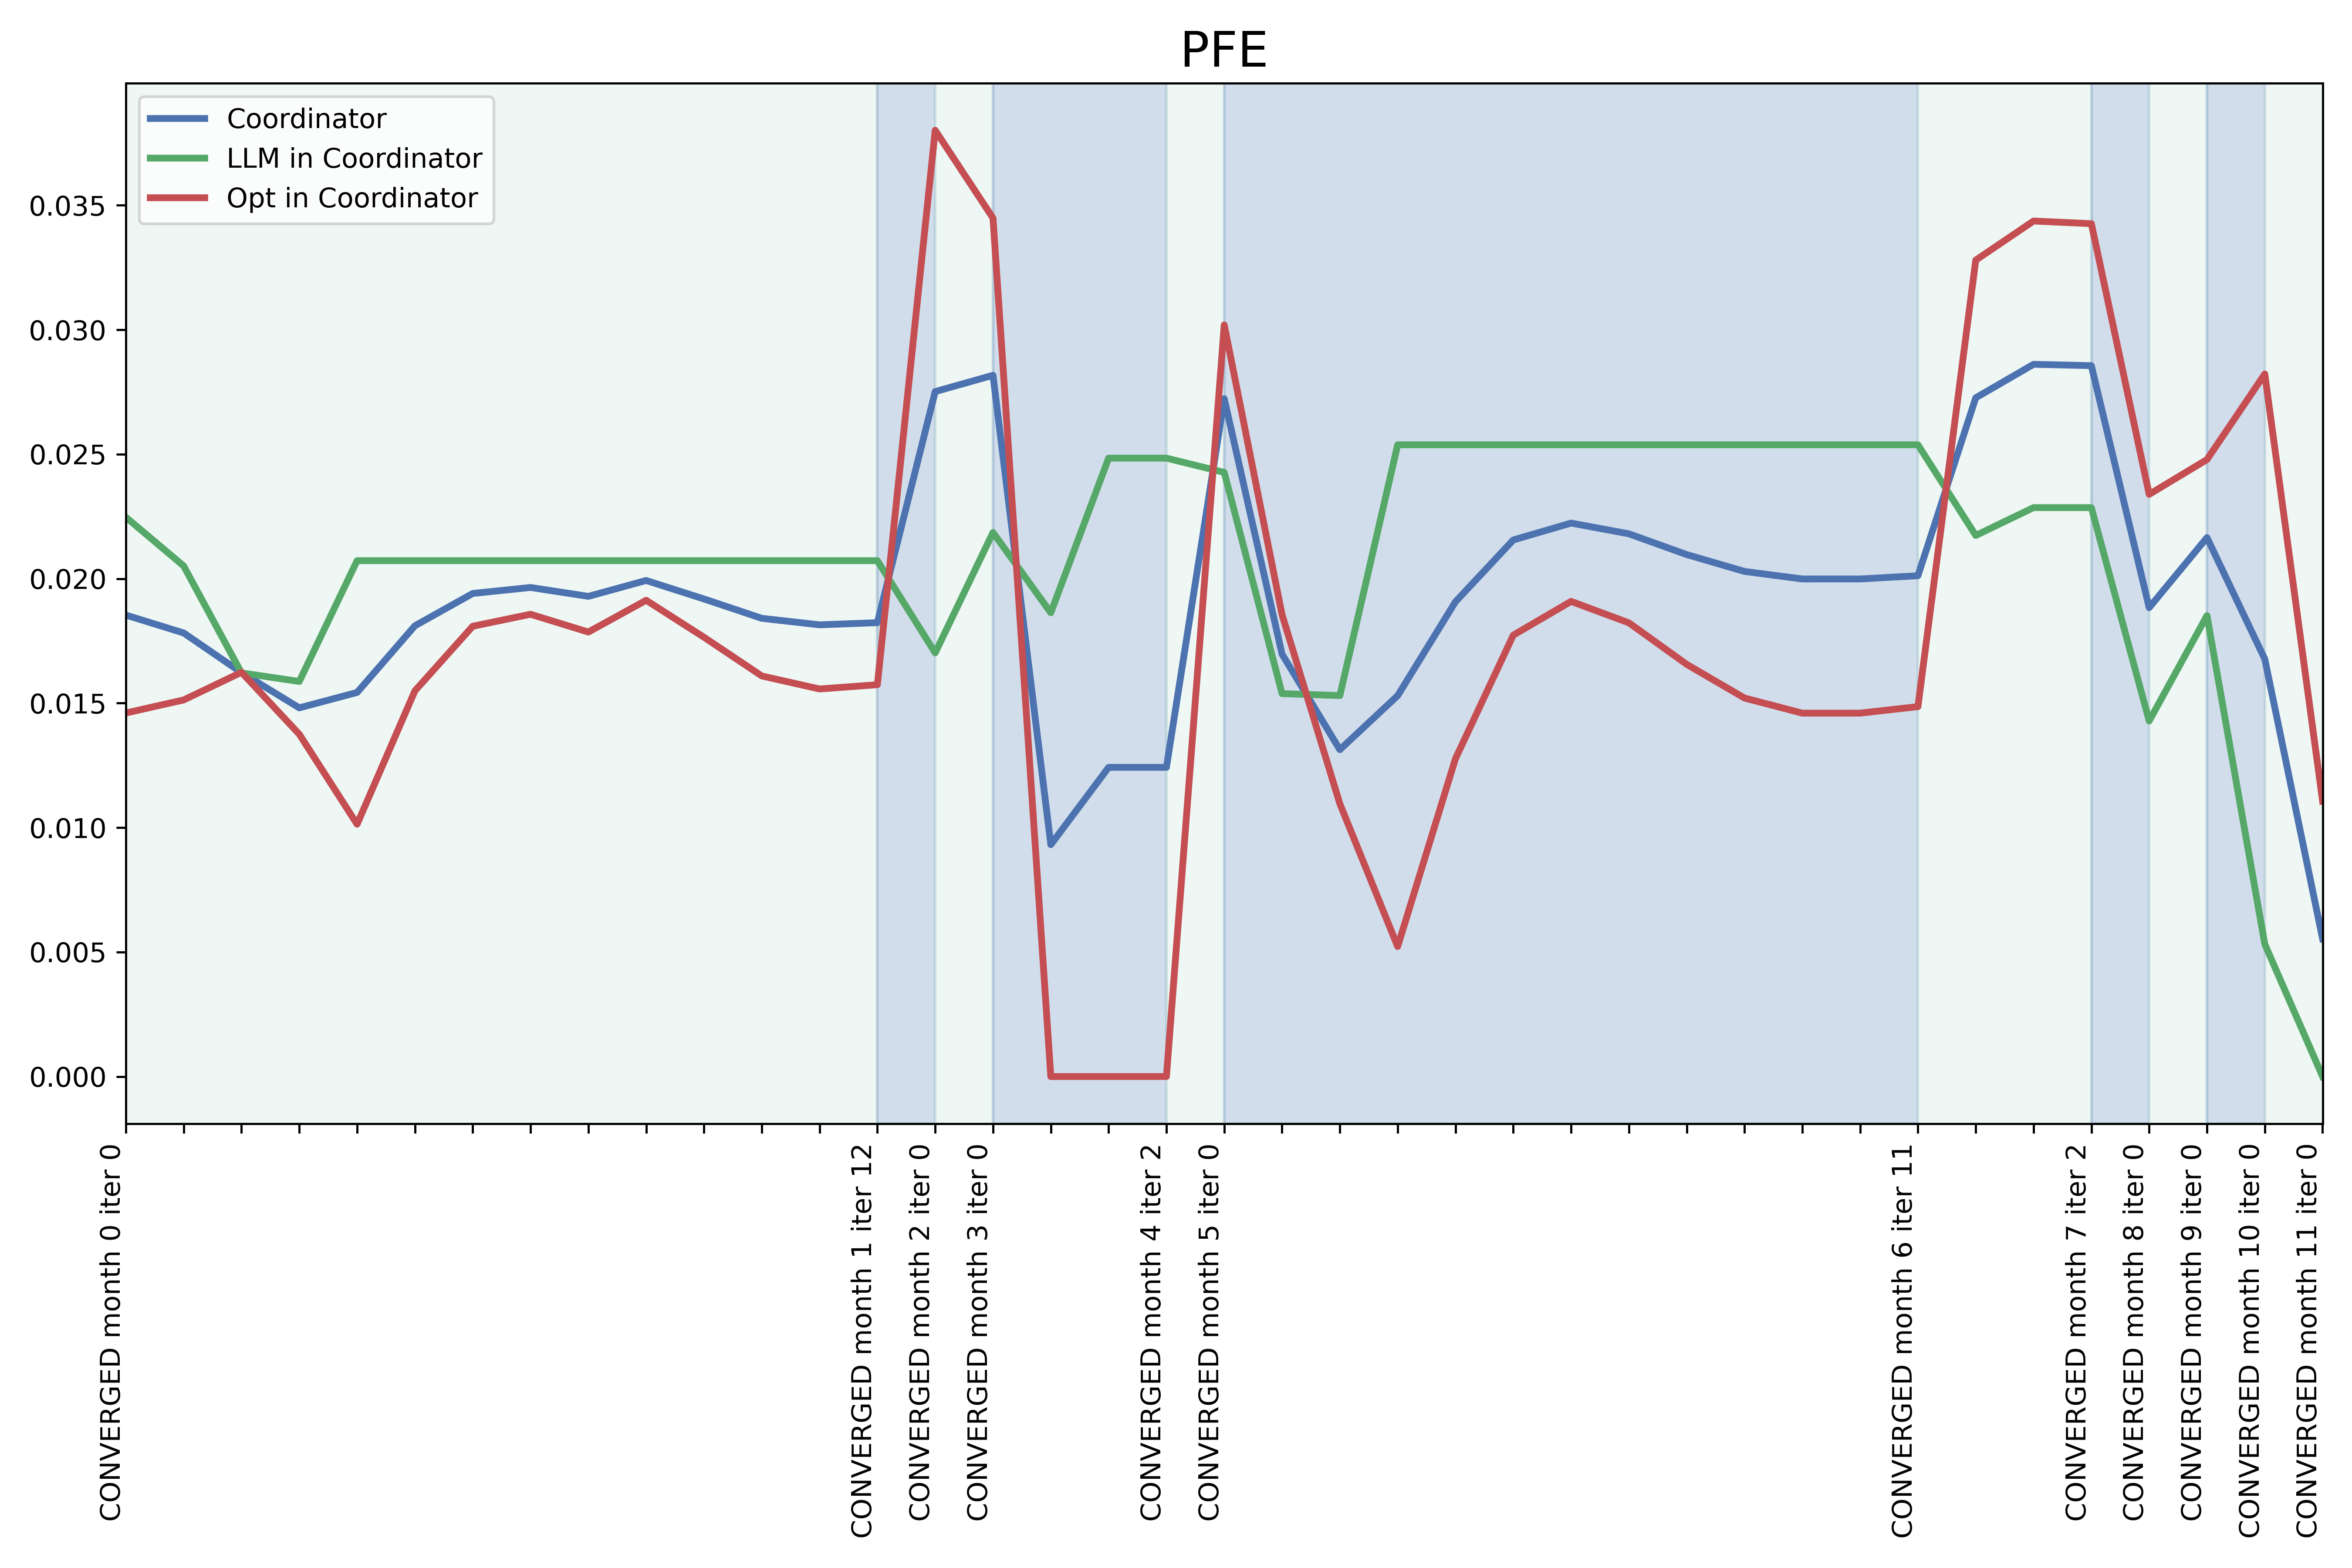 PFE
Coordinator
LLM in Coordinator
Opt in Coordinator
0.035
0.030
0.025
0.020
0.015
0.010
0.005
0.000
CONVERGED month 0 iter 0
CONVERGED month 1 iter 12
CONVERGED month 2 iter 0
CONVERGED month 3 iter 0
CONVERGED month 4 iter 2
CONVERGED month 5 iter 0
CONVERGED month 6 iter 11
CONVERGED month 7 iter 2
CONVERGED month 8 iter 0
CONVERGED month 9 iter 0
CONVERGED month 10 iter 0
CONVERGED month 11 iter 0